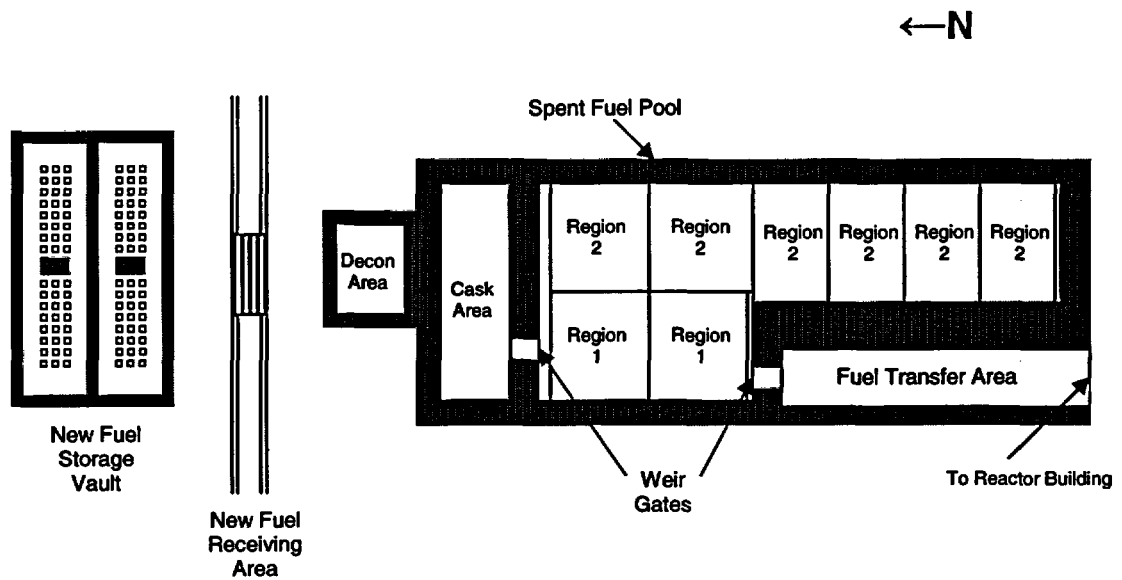 ←N
Spent Fuel Pool
Decon
Area
Cask
Area
Region
2
Region
2
Region
2
Region
2
Region
2
Region
2
Region
1
Region
1
Fuel Transfer Area
New Fuel
Storage
Vault
Weir
Gates
To Reactor Building
New Fuel
Receiving
Area